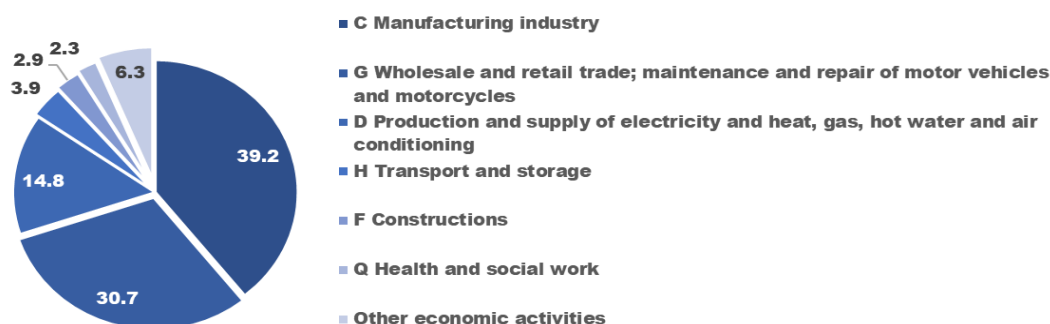 C Manufacturing industry
2.3
2.9
6.3
G Wholesale and retail trade; maintenance and repair of motor vehicles
and motorcycles
3.9
D Production and supply of electricity and heat, gas, hot water and air
conditioning
39.2
14.8
H Transport and storage
F Constructions
Q Health and social work
30.7
Other economic activities